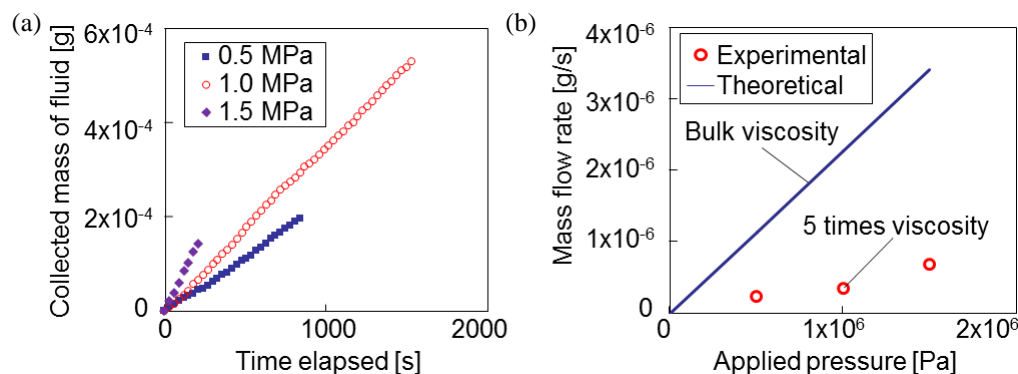 (a)
Collected mass of fluid [g]
6x10⁻⁴
4x10⁻⁴
2x10⁻⁴
0
0.5 MPa
1.0 MPa
1.5 MPa
0
1000
2000
Time elapsed [s]
(b)
Mass flow rate [g/s]
4x10⁻⁶
3x10⁻⁶
2x10⁻⁶
1x10⁻⁶
0
Experimental
Theoretical
Bulk viscosity
5 times viscosity
0
1x10⁶
2x10⁶
Applied pressure [Pa]